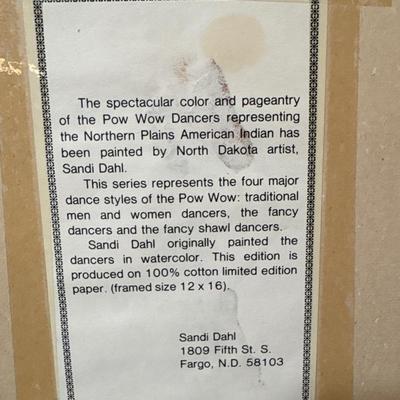 The spectacular color and pageantry
of the Pow Wow Dancers representing
the Northern Plains American Indian has
been painted by North Dakota artist,
Sandi Dahl.
This series represents the four major
dance styles of the Pow Wow: traditional
men and women dancers, the fancy
dancers and the fancy shawl dancers.
Sandi Dahl originally painted the
dancers in watercolor. This edition is
produced on 100% cotton limited edition
paper. (framed size 12 x 16).
Sandi Dahl
1809 Fifth St. S.
Fargo, N.D. 58103